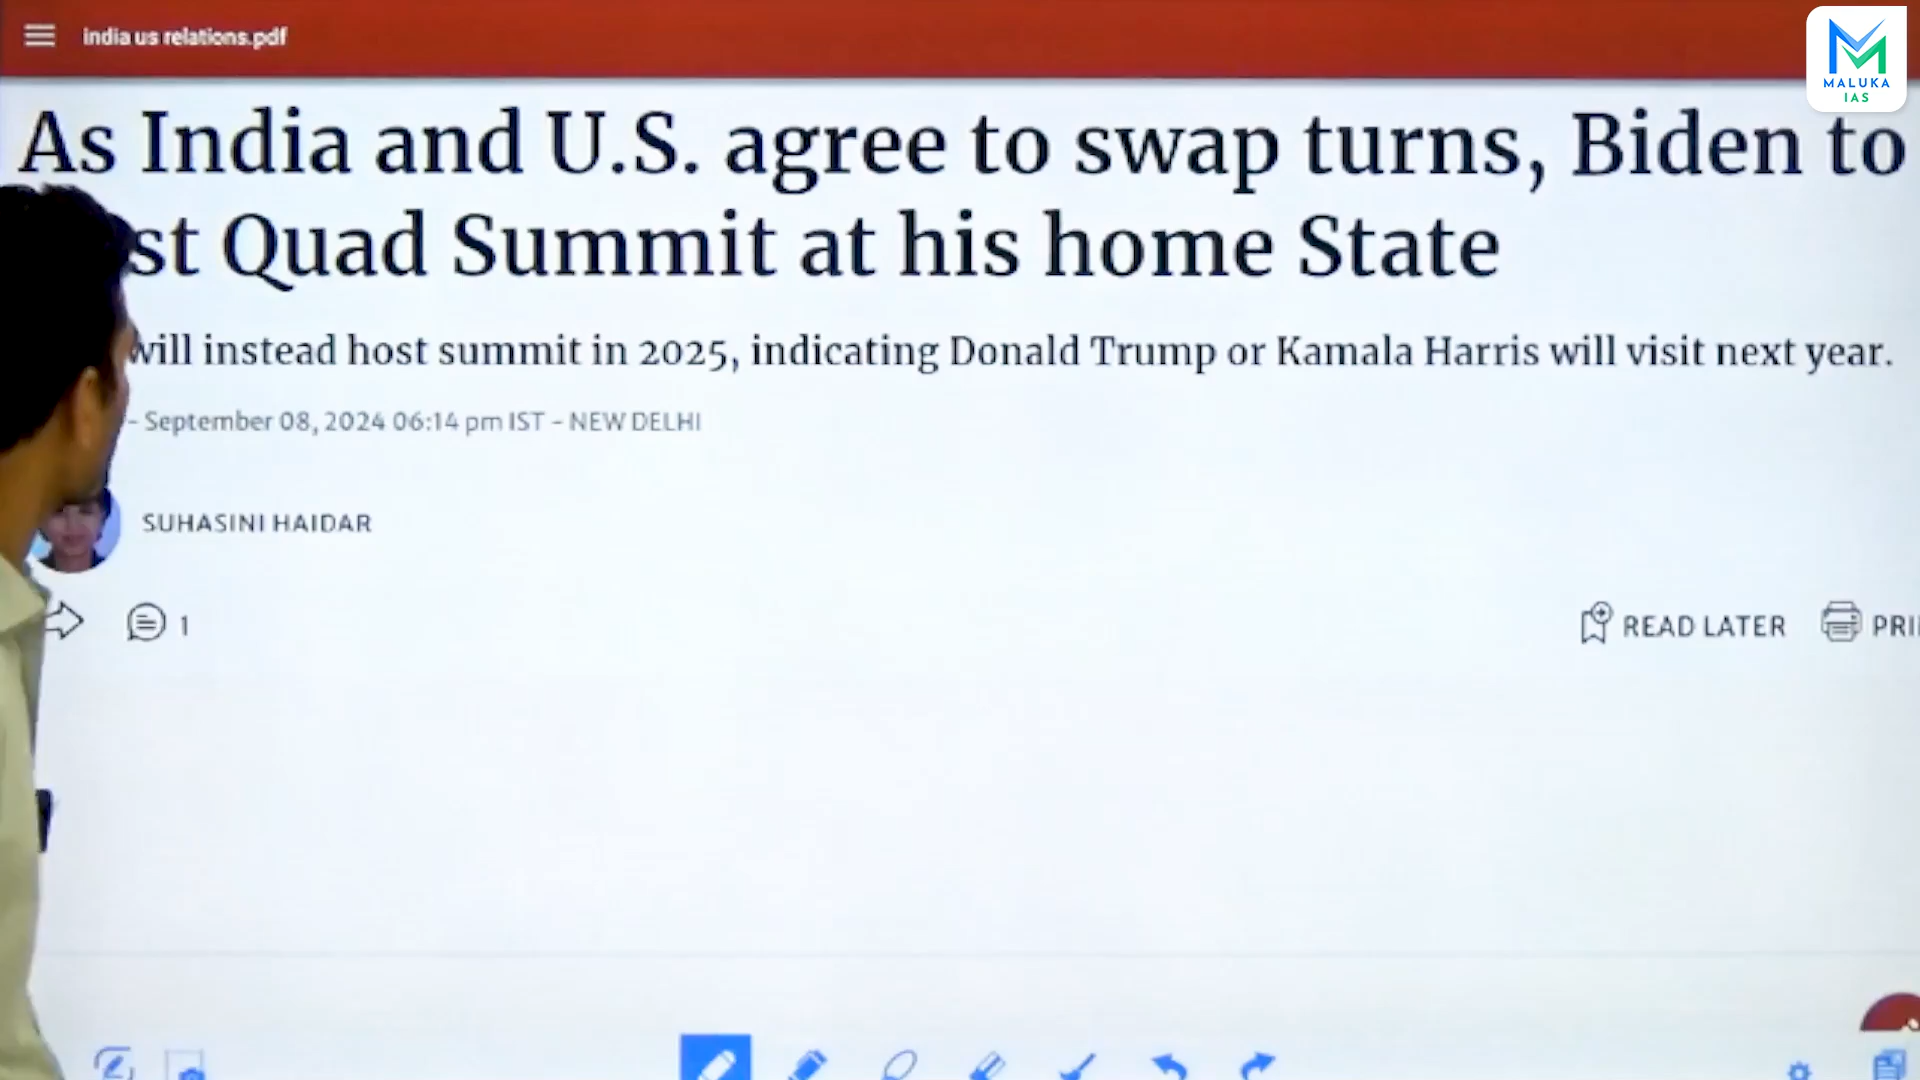 india us relations.pdf
MALUKA
IAS
As India and U.S. agree to swap turns, Biden to
st Quad Summit at his home State
will instead host summit in 2025, indicating Donald Trump or Kamala Harris will visit next year.
- September 08, 2024 06:14 pm IST - NEW DELHI
SUHASINI HAIDAR
1
READ LATER